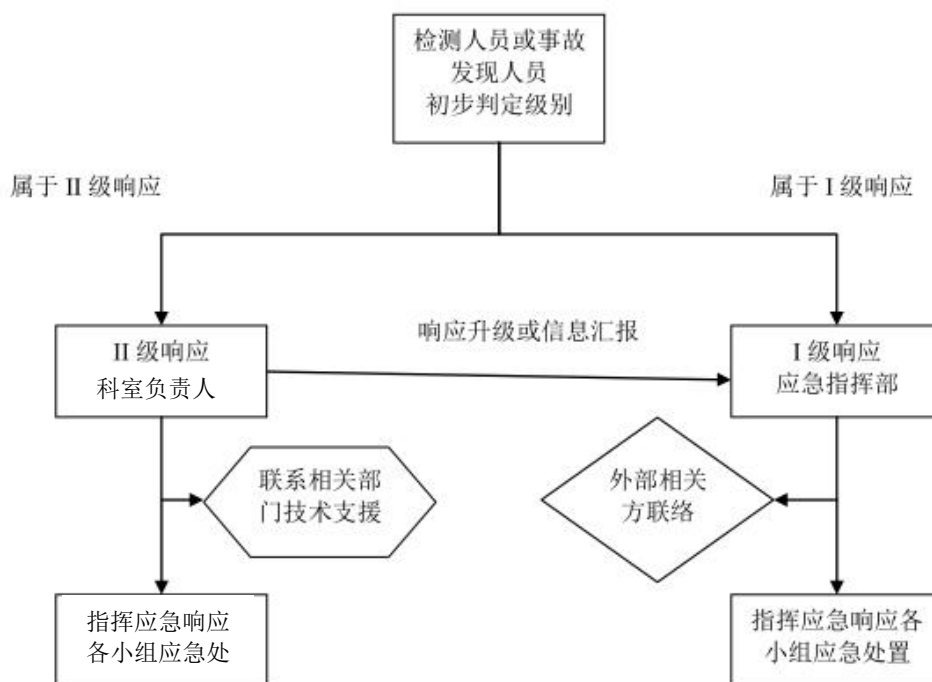 检测人员或事故
发现人员
初步判定级别
属于 II 级响应
属于 I 级响应
响应升级或信息汇报
II 级响应
科室负责人
I 级响应
应急指挥部
联系相关部
门技术支援
外部相关
方联络
指挥应急响应
各小组应急处
指挥应急响应各
小组应急处置